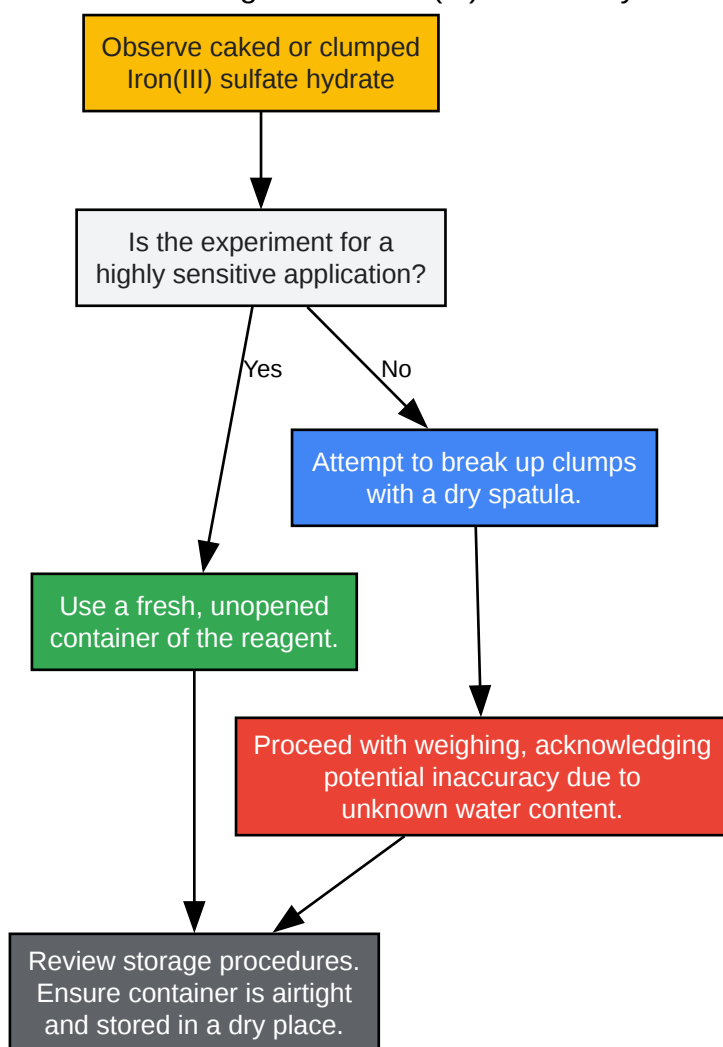 Observe caked or clumped
Iron(III) sulfate hydrate
Is the experiment for a
highly sensitive application?
Yes
No
Attempt to break up clumps
with a dry spatula.
Use a fresh, unopened
container of the reagent.
Proceed with weighing, acknowledging
potential inaccuracy due to
unknown water content.
Review storage procedures.
Ensure container is airtight
and stored in a dry place.